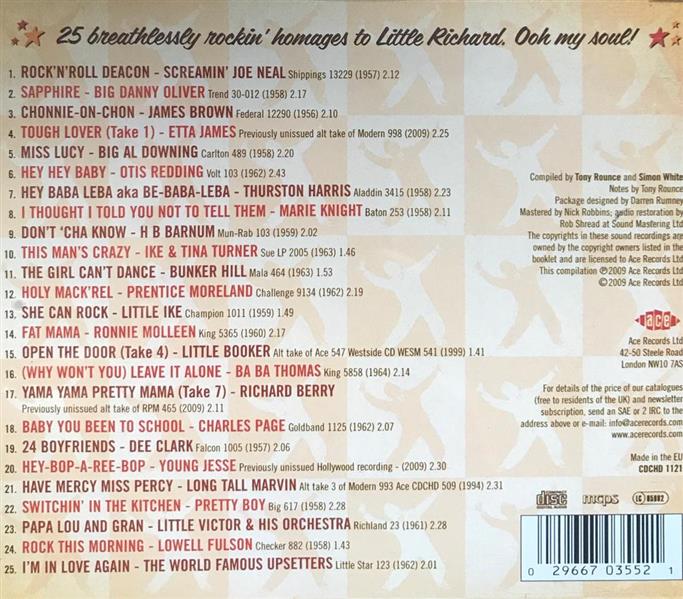 25 breathlessly rockin' homages to Little Richard. Ooh my soul!
1. ROCK'N'ROLL DEACON - SCREAMIN' JOE NEAL Shippings 13229 (1957) 2.12
2. SAPPHIRE - BIG DANNY OLIVER Trend 30-012 (1958) 2.17
3. CHONNIE-ON-CHON - JAMES BROWN Federal 12290 (1956) 2.10
4. TOUGH LOVER (Take 1) - ETTA JAMES Previously unissued alt take of Modern 998 (2009) 2.25
5. MISS LUCY - BIG AL DOWNING Carlton 489 (1958) 2.20
6. HEY HEY BABY - OTIS REDDING Volt 103 (1962) 2.43
7. HEY BABA LEBA aka BE-BABA-LEBA - THURSTON HARRIS Aladdin 3415 (1958) 2.23
8. I THOUGHT I TOLD YOU NOT TO TELL THEM - MARIE KNIGHT Baton 253 (1958) 2.11
9. DON'T 'CHA KNOW - H B BARNUM Mun-Rab 103 (1959) 2.02
10. THIS MAN'S CRAZY - IKE & TINA TURNER Sue LP 2005 (1963) 1.46
11. THE GIRL CAN'T DANCE - BUNKER HILL Mala 464 (1963) 1.53
12. HOLY MACK'REL - PRENTICE MORELAND Challenge 9134 (1962) 2.19
13. SHE CAN ROCK - LITTLE IKE Champion 1011 (1959) 1.49
14. FAT MAMA - RONNIE MOLLEEN King 5365 (1960) 2.17
15. OPEN THE DOOR (Take 4) - LITTLE BOOKER Alt take of Ace 547 Westside CD WESM 541 (1999) 1.41
16. (WHY WON'T YOU) LEAVE IT ALONE - BA BA THOMAS King 5858 (1964) 2.14
17. YAMA YAMA PRETTY MAMA (Take 7) - RICHARD BERRY
Previously unissued alt take of RPM 465 (2009) 2.11
18. BABY YOU BEEN TO SCHOOL - CHARLES PAGE Goldband 1125 (1962) 2.07
19. 24 BOYFRIENDS - DEE CLARK Falcon 1005 (1957) 2.06
20. HEY-BOP-A-REE-BOP - YOUNG JESSE Previously unissued Hollywood recording - (2009) 2.30
21. HAVE MERCY MISS PERCY - LONG TALL MARVIN Alt take 3 of Modern 993 Ace CDCHD 509 (1994) 2.31
22. SWITCHIN' IN THE KITCHEN - PRETTY BOY Big 617 (1958) 2.28
23. PAPA LOU AND GRAN - LITTLE VICTOR & HIS ORCHESTRA Richland 23 (1961) 2.28
24. ROCK THIS MORNING - LOWELL FULSON Checker 882 (1958) 1.43
25. I'M IN LOVE AGAIN - THE WORLD FAMOUS UPSETTERS Little Star 123 (1962) 2.01
Compiled by Tony Rounce and Simon White
Notes by Tony Rounce
Package designed by Darren Rumney
Mastered by Nick Robbins; audio restoration by
Rob Shread at Sound Mastering Ltd
The copyrights in these sound recordings are
owned by the copyright owners listed in the
booklet and are licensed to Ace Records Ltd
This compilation ℗2009 Ace Records Ltd
©2009 Ace Records Ltd
ace
Ace Records Ltd
42-50 Steele Road
London NW10 7AS
For details of the price of our catalogues
(free to residents of the UK) and newsletter
subscription, send an SAE or 2 IRC to the
address above or e-mail: info@acerecords.com
www.acerecords.com
Made in the EU
CDCHD 1121
COMPACT disc DIGITAL AUDIO mcps LC 05982
0 29667 03552 1